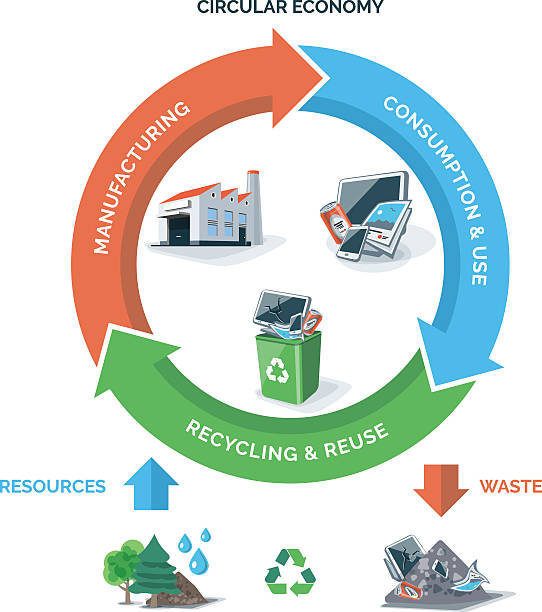 CIRCULAR ECONOMY
MANUFACTURING
CONSUMPTION & USE
RECYCLING & REUSE
RESOURCES
WASTE